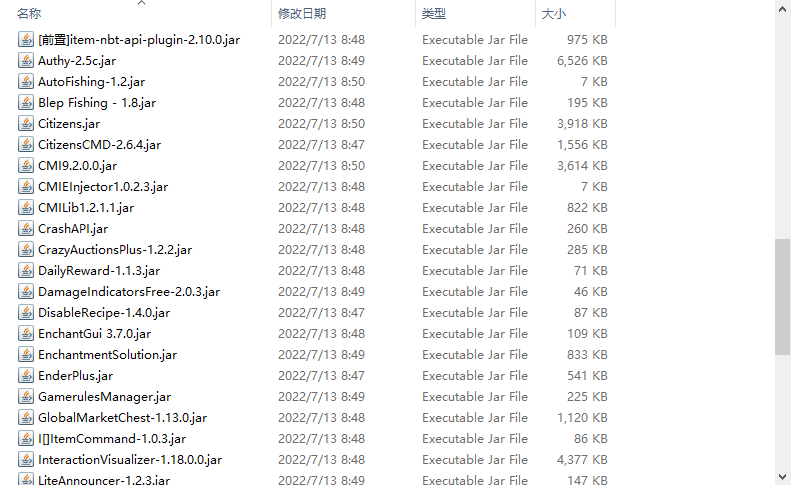 名称 修改日期 类型 大小
[前置]item-nbt-api-plugin-2.10.0.jar 2022/7/13 8:48 Executable Jar File 975 KB
Authy-2.5c.jar 2022/7/13 8:48 Executable Jar File 6,526 KB
AutoFishing-1.2.jar 2022/7/13 8:50 Executable Jar File 7 KB
Blep Fishing - 1.8.jar 2022/7/13 8:48 Executable Jar File 195 KB
Citizens.jar 2022/7/13 8:50 Executable Jar File 3,918 KB
CitizensCMD-2.6.4.jar 2022/7/13 8:47 Executable Jar File 1,556 KB
CMI9.2.0.0.jar 2022/7/13 8:50 Executable Jar File 3,614 KB
CMIEInjector1.0.2.3.jar 2022/7/13 8:48 Executable Jar File 7 KB
CMILib1.2.1.1.jar 2022/7/13 8:48 Executable Jar File 822 KB
CrashAPI.jar 2022/7/13 8:48 Executable Jar File 260 KB
CrazyAuctionsPlus-1.2.2.jar 2022/7/13 8:48 Executable Jar File 285 KB
DailyReward-1.1.3.jar 2022/7/13 8:48 Executable Jar File 71 KB
DamageIndicatorsFree-2.0.3.jar 2022/7/13 8:49 Executable Jar File 46 KB
DisableRecipe-1.4.0.jar 2022/7/13 8:47 Executable Jar File 87 KB
EnchantGui 3.7.0.jar 2022/7/13 8:48 Executable Jar File 109 KB
EnchantmentSolution.jar 2022/7/13 8:49 Executable Jar File 833 KB
EnderPlus.jar 2022/7/13 8:47 Executable Jar File 541 KB
GamerulesManager.jar 2022/7/13 8:49 Executable Jar File 225 KB
GlobalMarketChest-1.13.0.jar 2022/7/13 8:48 Executable Jar File 1,120 KB
I[]ItemCommand-1.0.3.jar 2022/7/13 8:48 Executable Jar File 86 KB
InteractionVisualizer-1.18.0.0.jar 2022/7/13 8:48 Executable Jar File 4,377 KB
LiteAnnouncer-1.2.3.jar 2022/7/13 8:49 Executable Jar File 147 KB